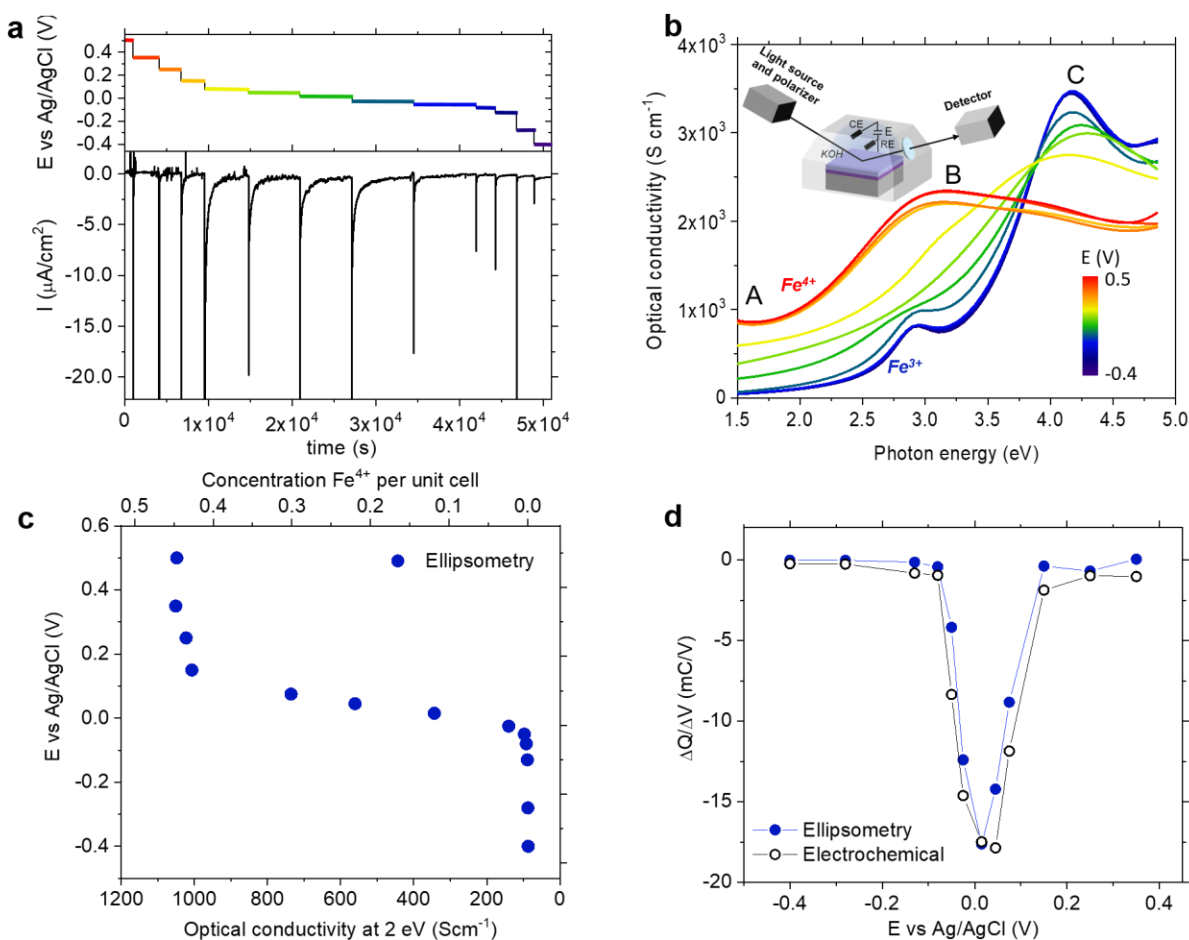 a
E vs Ag/AgCl (V)
0.4
0.2
0.0
-0.2
-0.4
I (μA/cm²)
0.0
-5.0
-10.0
-15.0
-20.0
0 1x10⁴ 2x10⁴ 3x10⁴ 4x10⁴ 5x10⁴
time (s)
b
Optical conductivity (S cm⁻¹)
4x10³
3x10³
2x10³
1x10³
0
Light source
and polarizer
Detector
CE
E
RE
KOH
A
B
C
Fe⁴⁺
Fe³⁺
E (V)
0.5
-0.4
1.5 2.0 2.5 3.0 3.5 4.0 4.5 5.0
Photon energy (eV)
c
Concentration Fe⁴⁺ per unit cell
0.5 0.4 0.3 0.2 0.1 0.0
E vs Ag/AgCl (V)
0.6
0.4
0.2
0.0
-0.2
-0.4
Ellipsometry
1200 1000 800 600 400 200 0
Optical conductivity at 2 eV (Scm⁻¹)
d
ΔQ/ΔV (mC/V)
0
-5
-10
-15
-20
Ellipsometry
Electrochemical
-0.4 -0.2 0.0 0.2 0.4
E vs Ag/AgCl (V)